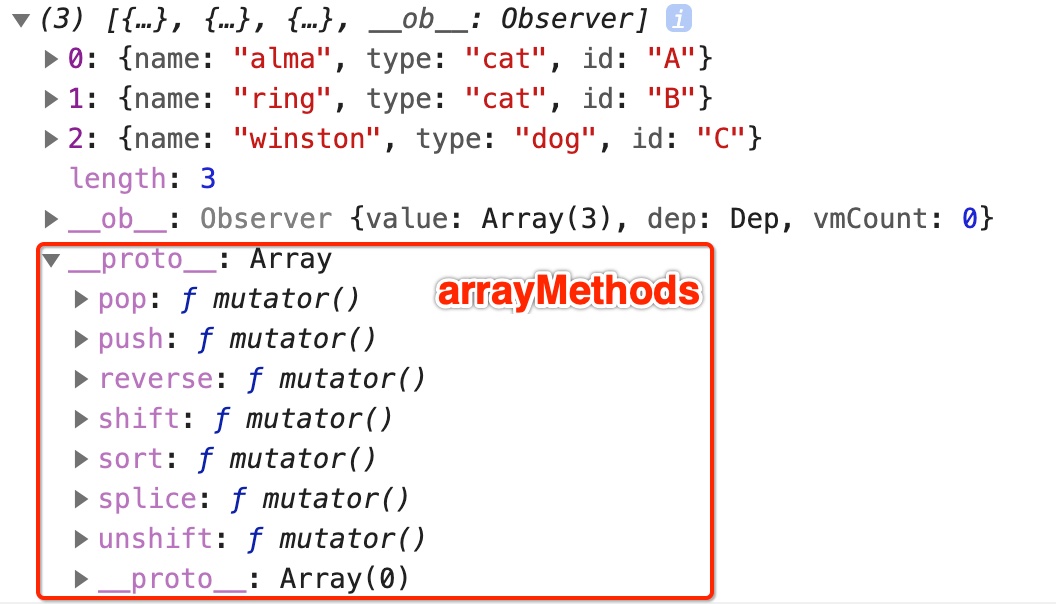 ▼ (3) [{…}, {…}, {…}, __ob__: Observer] i
▶ 0: {name: "alma", type: "cat", id: "A"}
▶ 1: {name: "ring", type: "cat", id: "B"}
▶ 2: {name: "winston", type: "dog", id: "C"}
length: 3
▶ __ob__: Observer {value: Array(3), dep: Dep, vmCount: 0}
▼ __proto__: Array
arrayMethods
▶ pop: ƒ mutator()
▶ push: ƒ mutator()
▶ reverse: ƒ mutator()
▶ shift: ƒ mutator()
▶ sort: ƒ mutator()
▶ splice: ƒ mutator()
▶ unshift: ƒ mutator()
▶ __proto__: Array(0)